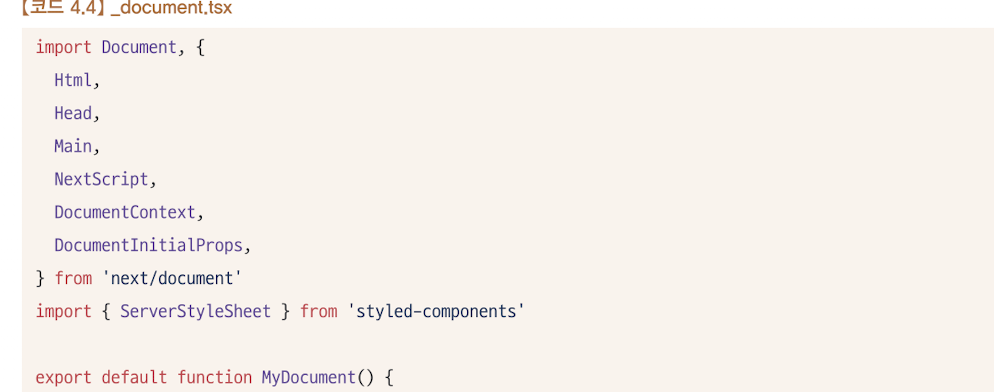 【코드 4.4】 _document.tsx
import Document, {
  Html,
  Head,
  Main,
  NextScript,
  DocumentContext,
  DocumentInitialProps,
} from 'next/document'
import { ServerStyleSheet } from 'styled-components'
export default function MyDocument() {